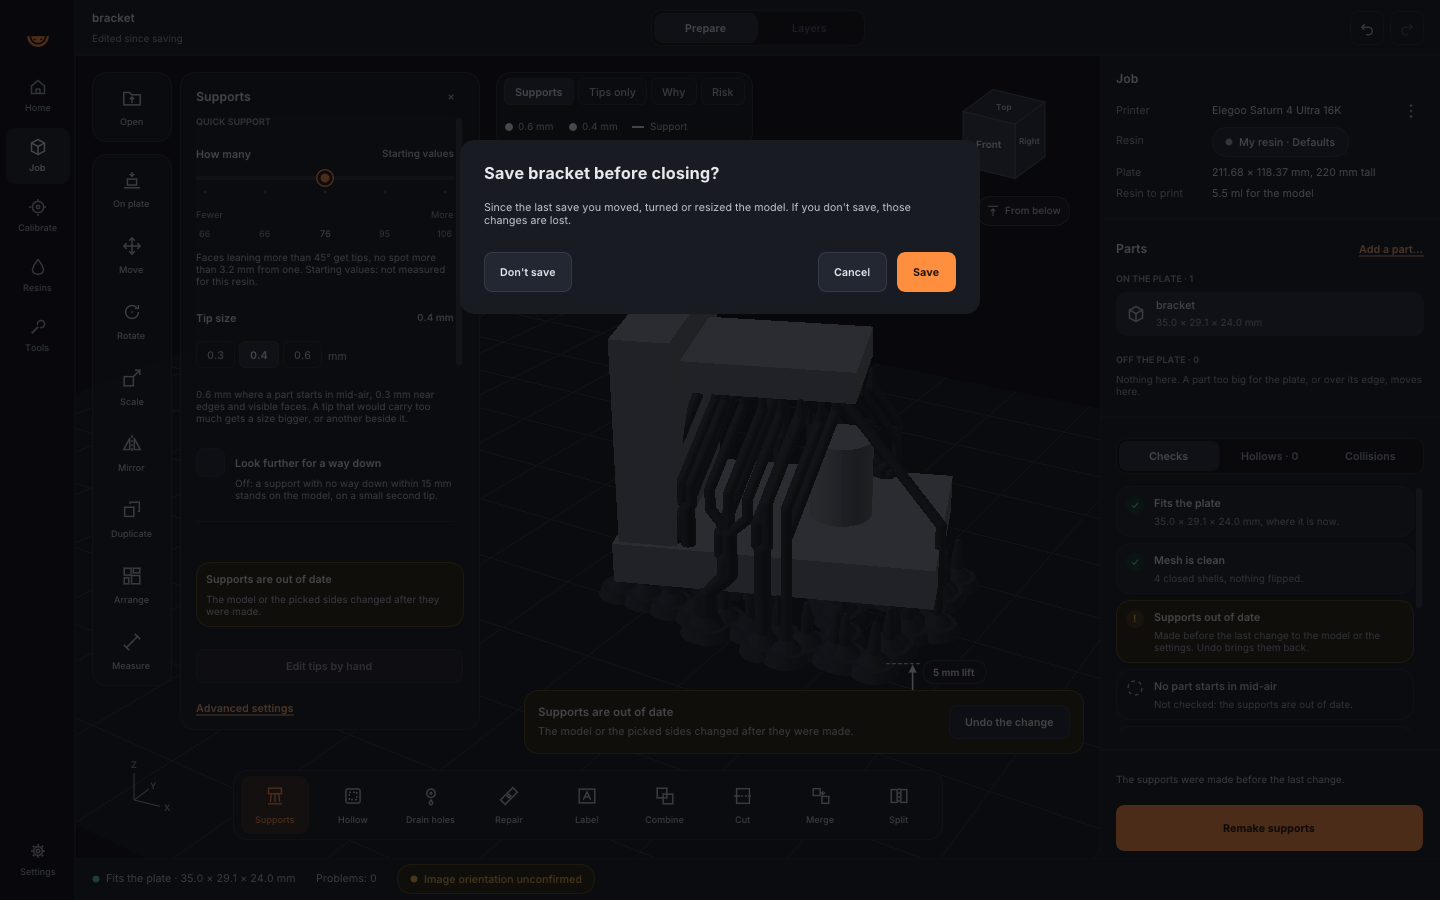 bracket
Edited since saving
Prepare
Layers
Home
Job
Calibrate
Resins
Tools
Settings
Open
On plate
Move
Rotate
Scale
Mirror
Duplicate
Arrange
Measure
Supports
×
QUICK SUPPORT
How many
Starting values
Fewer
More
66
66
76
95
106
Faces leaning more than 45° get tips, no spot more
than 3.2 mm from one. Starting values: not measured
for this resin.
Tip size
0.4 mm
0.3
0.4
0.6
mm
0.6 mm where a part starts in mid-air, 0.3 mm near
edges and visible faces. A tip that would carry too
much gets a size bigger, or another beside it.
Look further for a way down
Off: a support with no way down within 15 mm
stands on the model, on a small second tip.
Supports are out of date
The model or the picked sides changed after they
were made.
Edit tips by hand
Advanced settings
Supports
Tips only
Why
Risk
0.6 mm
0.4 mm
Support
Top
Front
Right
From below
Save bracket before closing?
Since the last save you moved, turned or resized the model. If you don't save, those
changes are lost.
Don't save
Cancel
Save
5 mm lift
Supports are out of date
The model or the picked sides changed after they were made.
Undo the change
Z
Y
X
Supports
Hollow
Drain holes
Repair
Label
Combine
Cut
Merge
Split
Job
Printer
Elegoo Saturn 4 Ultra 16K
Resin
My resin · Defaults
Plate
211.68 × 118.37 mm, 220 mm tall
Resin to print
5.5 ml for the model
Parts
Add a part...
ON THE PLATE · 1
bracket
35.0 × 29.1 × 24.0 mm
OFF THE PLATE · 0
Nothing here. A part too big for the plate, or over its edge, moves
here.
Checks
Hollows · 0
Collisions
Fits the plate
35.0 × 29.1 × 24.0 mm, where it is now.
Mesh is clean
4 closed shells, nothing flipped.
Supports out of date
Made before the last change to the model or the
settings. Undo brings them back.
No part starts in mid-air
Not checked: the supports are out of date.
The supports were made before the last change.
Remake supports
Fits the plate · 35.0 × 29.1 × 24.0 mm
Problems: 0
Image orientation unconfirmed